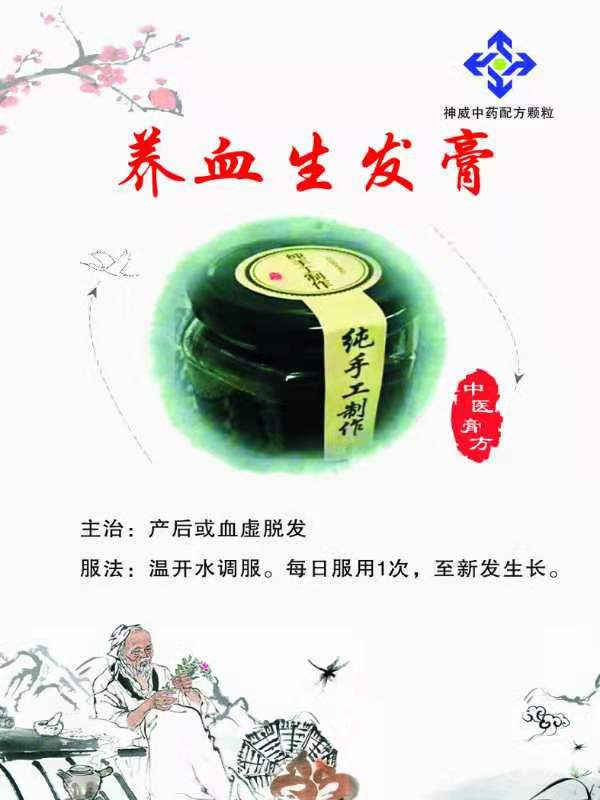 神威中药配方颗粒
养血生发膏
纯手工制作
纯手工制作
中医膏方
主治：产后或血虚脱发
服法：温开水调服。每日服用1次，至新发生长。